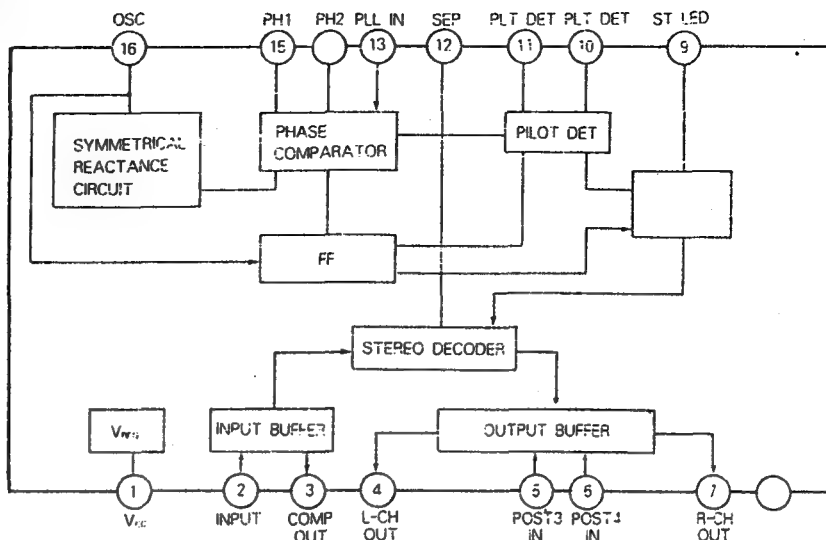 OSC PH1 PH2 PLL IN SEP PLT DET PLT DET ST LED
16 15 13 12 11 10 9
SYMMETRICAL
REACTANCE
CIRCUIT
PHASE
COMPARATOR
PILOT DET
FF
STEREO DECODER
INPUT BUFFER
OUTPUT BUFFER
1 2 3 4 5 6 7
INPUT COMP L-CH R-CH
OUT OUT IN IN OUT